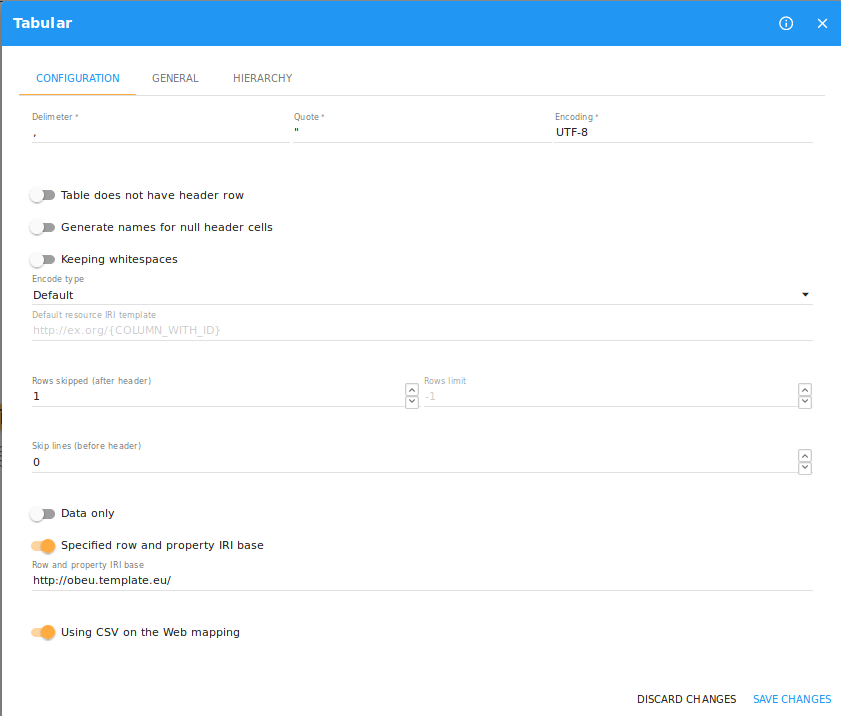 Tabular
CONFIGURATION GENERAL HIERARCHY
Delimeter * Quote * Encoding *
, " UTF-8
Table does not have header row
Generate names for null header cells
Keeping whitespaces
Encode type
Default
Default resource IRI template
http://ex.org/{COLUMN_WITH_ID}
Rows skipped (after header) Rows limit
1 -1
Skip lines (before header)
0
Data only
Specified row and property IRI base
Row and property IRI base
http://obeu.template.eu/
Using CSV on the Web mapping
DISCARD CHANGES SAVE CHANGES